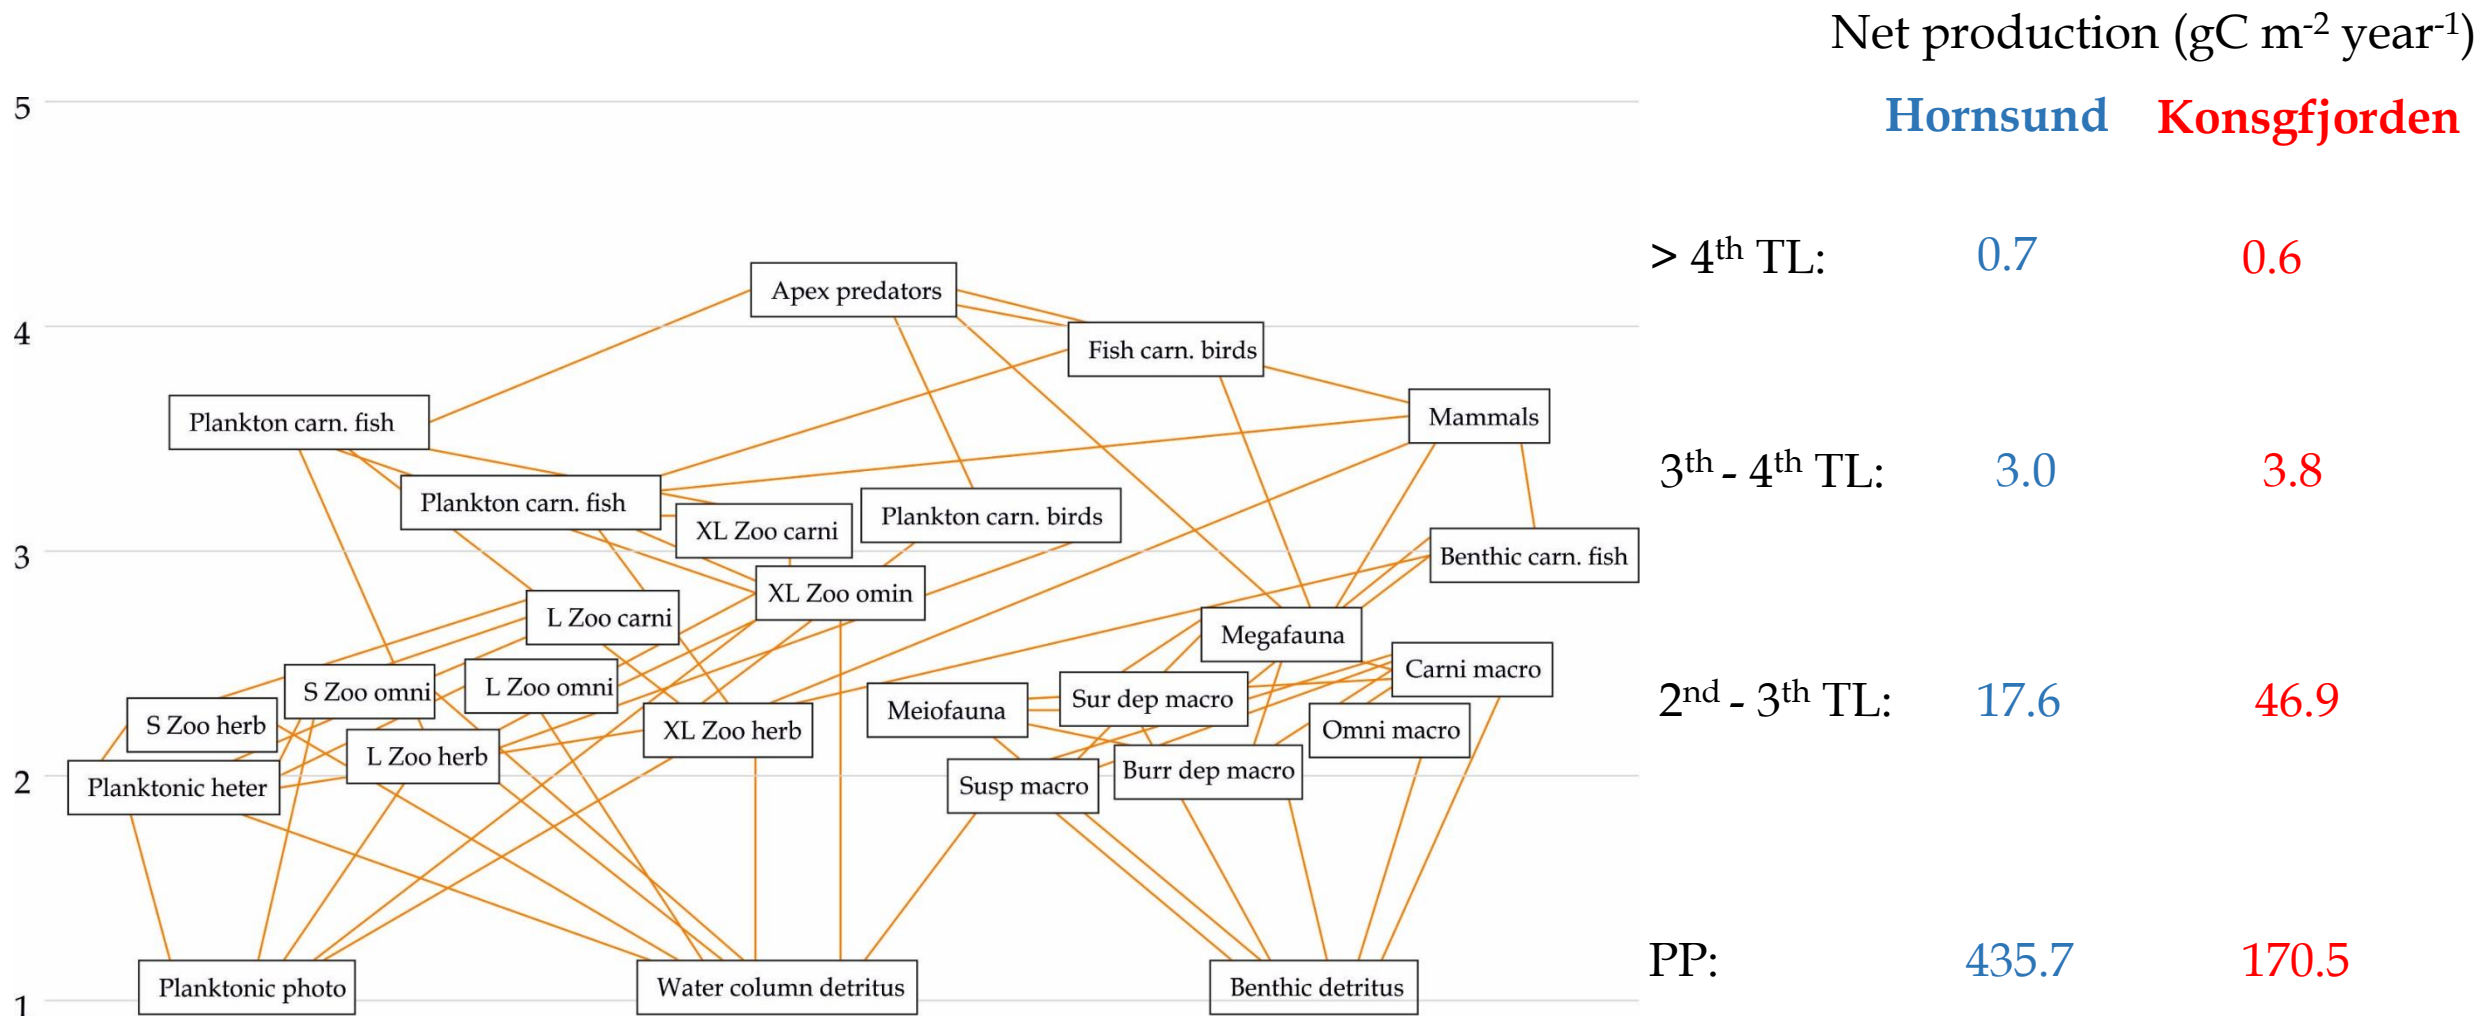 Net production (gC m-2 year-1)
Hornsund Konsgfjorden
5
> 4th TL: 0.7 0.6
Apex predators
4
Fish carn. birds
Plankton carn. fish
Mammals
3th - 4th TL: 3.0 3.8
Plankton carn. fish
Plankton carn. birds
XL Zoo carni
3
Benthic carn. fish
XL Zoo omin
L Zoo carni
Megafauna
Carni macro
2nd - 3th TL: 17.6 46.9
S Zoo omni
L Zoo omni
Sur dep macro
Meiofauna
S Zoo herb
XL Zoo herb
Omni macro
L Zoo herb
Burr dep macro
2
Planktonic heter
Susp macro
PP: 435.7 170.5
Planktonic photo
Water column detritus
Benthic detritus
1